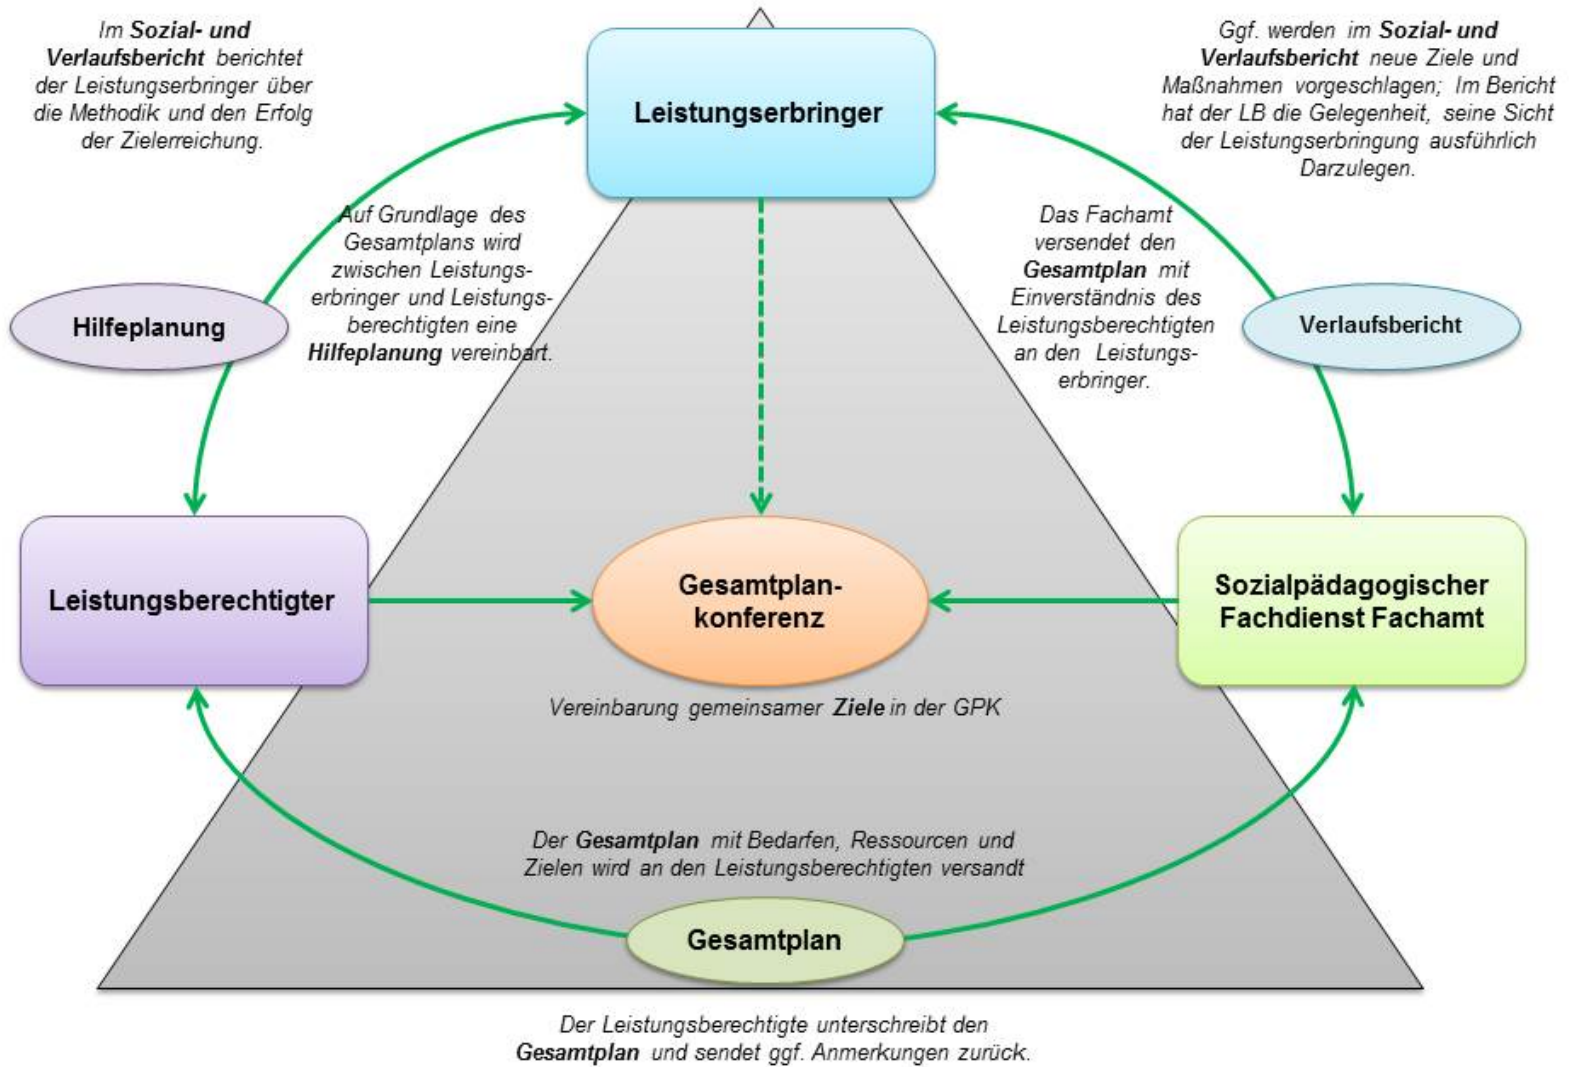 Im Sozial- und
Verlaufsbericht berichtet
der Leistungserbringer über
die Methodik und den Erfolg
der Zielerreichung.
Leistungserbringer
Ggf. werden im Sozial- und
Verlaufsbericht neue Ziele und
Maßnahmen vorgeschlagen; Im Bericht
hat der LB die Gelegenheit, seine Sicht
der Leistungserbringung ausführlich
Darzulegen.
Auf Grundlage des
Gesamtplans wird
zwischen Leistungs-
erbringer und Leistungs-
berechtigten eine
Hilfeplanung vereinbart.
Das Fachamt
versendet den
Gesamtplan mit
Einverständnis des
Leistungsberechtigten
an den Leistungs-
erbringer.
Hilfeplanung
Verlaufsbericht
Leistungsberechtigter
Gesamtplan-
konferenz
Sozialpädagogischer
Fachdienst Fachamt
Vereinbarung gemeinsamer Ziele in der GPK
Der Gesamtplan mit Bedarfen, Ressourcen und
Zielen wird an den Leistungsberechtigten versandt
Gesamtplan
Der Leistungsberechtigte unterschreibt den
Gesamtplan und sendet ggf. Anmerkungen zurück.